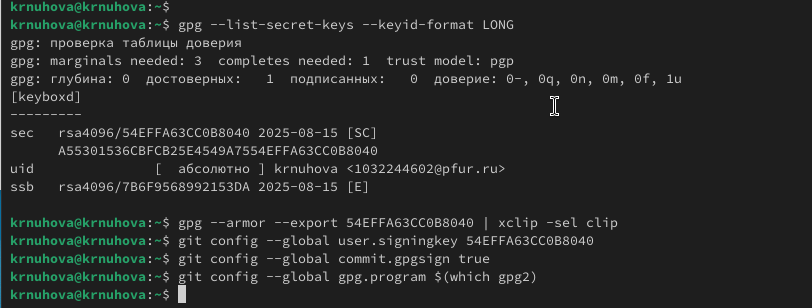 krnuhova@krnuhova:~$
krnuhova@krnuhova:~$ gpg --list-secret-keys --keyid-format LONG
gpg: проверка таблицы доверия
gpg: marginals needed: 3  completes needed: 1  trust model: pgp
gpg: глубина: 0  достоверных:   1  подписанных:   0  доверие: 0-, 0q, 0n, 0m, 0f, 1u
[keyboxd]
---------
sec   rsa4096/54EFFA63CC0B8040 2025-08-15 [SC]
      A55301536CBFCB25E4549A7554EFFA63CC0B8040
uid                 [  абсолютно ] krnuhova <1032244602@pfur.ru>
ssb   rsa4096/7B6F9568992153DA 2025-08-15 [E]
krnuhova@krnuhova:~$ gpg --armor --export 54EFFA63CC0B8040 | xclip -sel clip
krnuhova@krnuhova:~$ git config --global user.signingkey 54EFFA63CC0B8040
krnuhova@krnuhova:~$ git config --global commit.gpgsign true
krnuhova@krnuhova:~$ git config --global gpg.program $(which gpg2)
krnuhova@krnuhova:~$